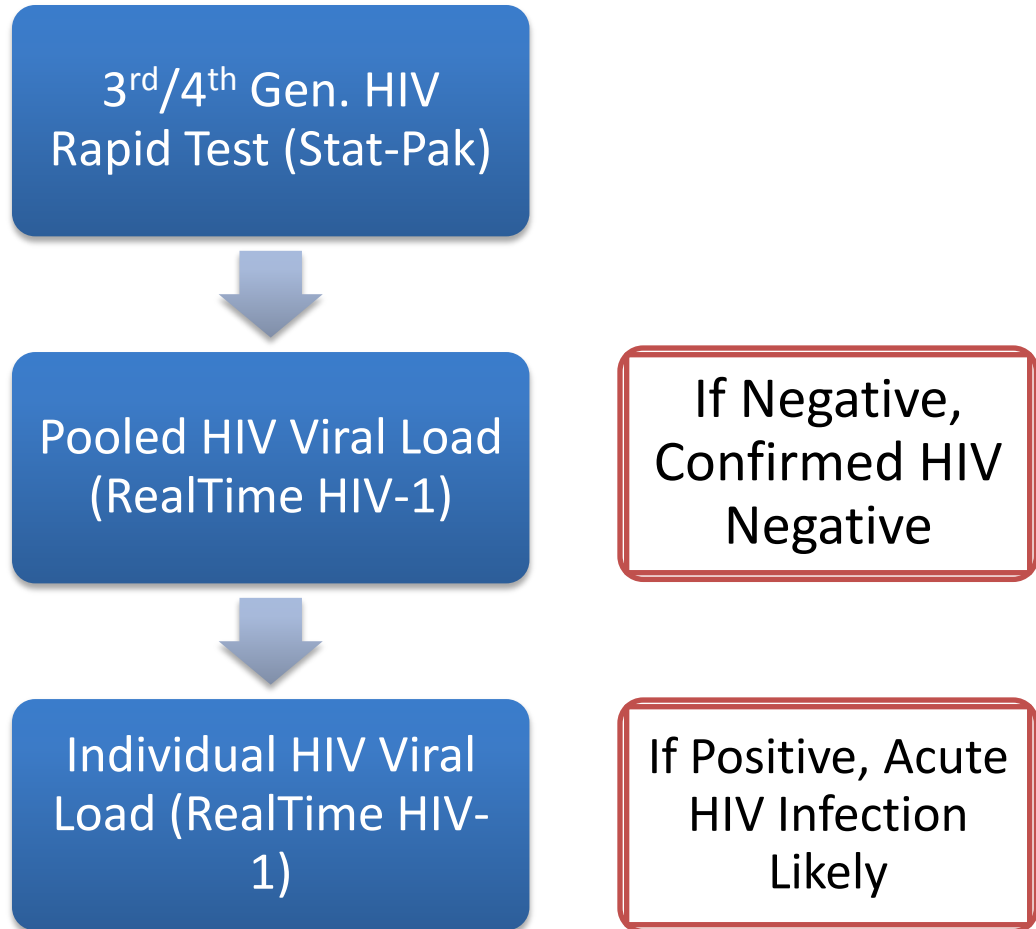 3rd/4th Gen. HIV
Rapid Test (Stat-Pak)
Pooled HIV Viral Load
(RealTime HIV-1)
If Negative,
Confirmed HIV
Negative
Individual HIV Viral
Load (RealTime HIV-
1)
If Positive, Acute
HIV Infection
Likely